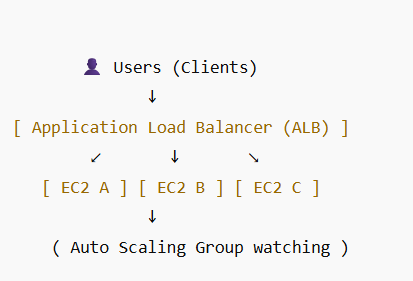 👤 Users (Clients)
↓
[ Application Load Balancer (ALB) ]
↙ ↓ ↘
[ EC2 A ] [ EC2 B ] [ EC2 C ]
↓
( Auto Scaling Group watching )